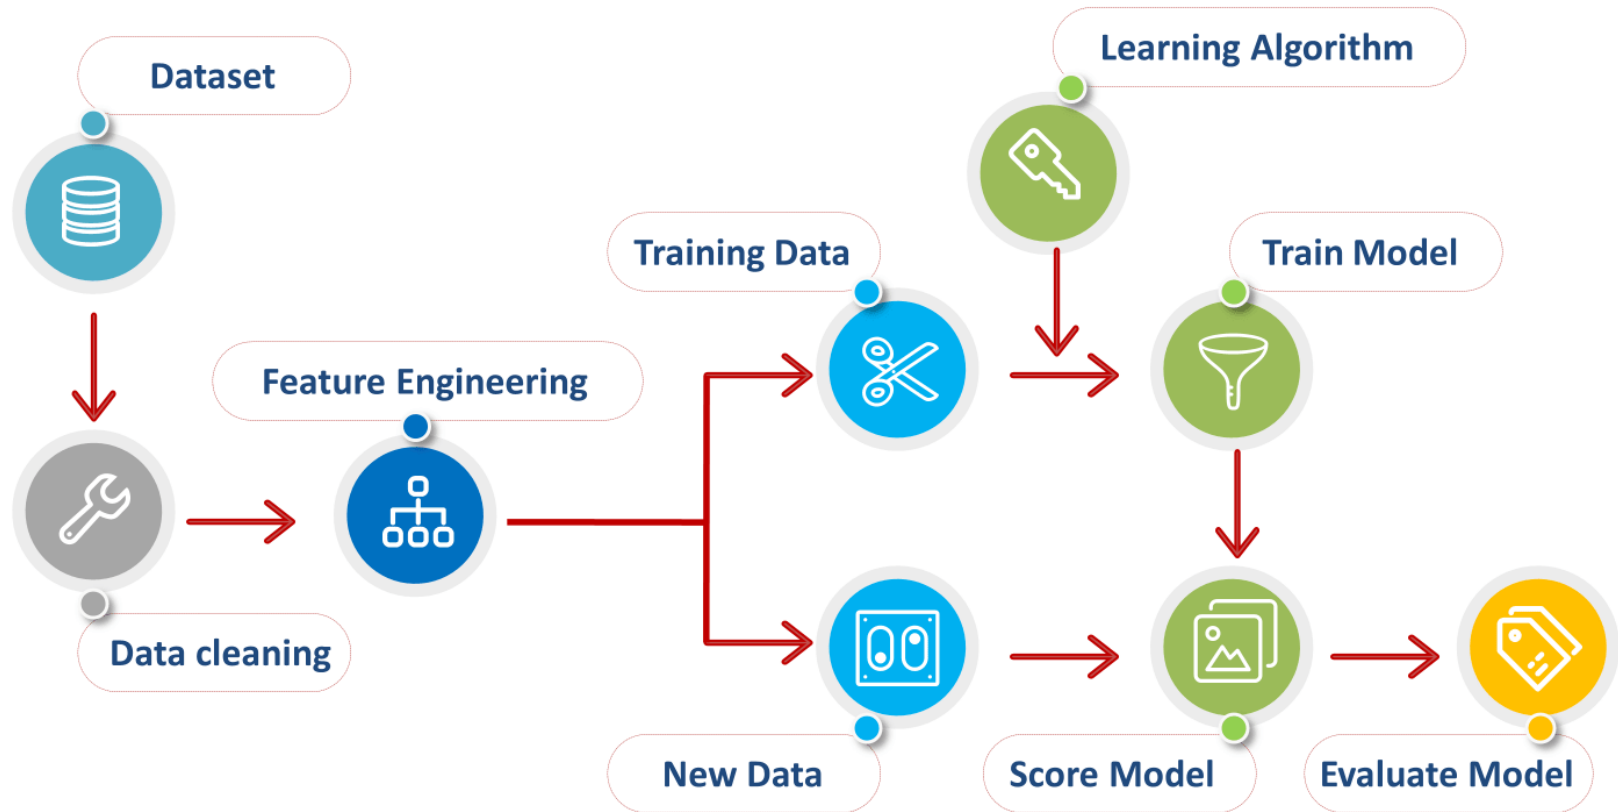 Dataset
Learning Algorithm
Training Data
Train Model
Feature Engineering
Data cleaning
New Data
Score Model
Evaluate Model